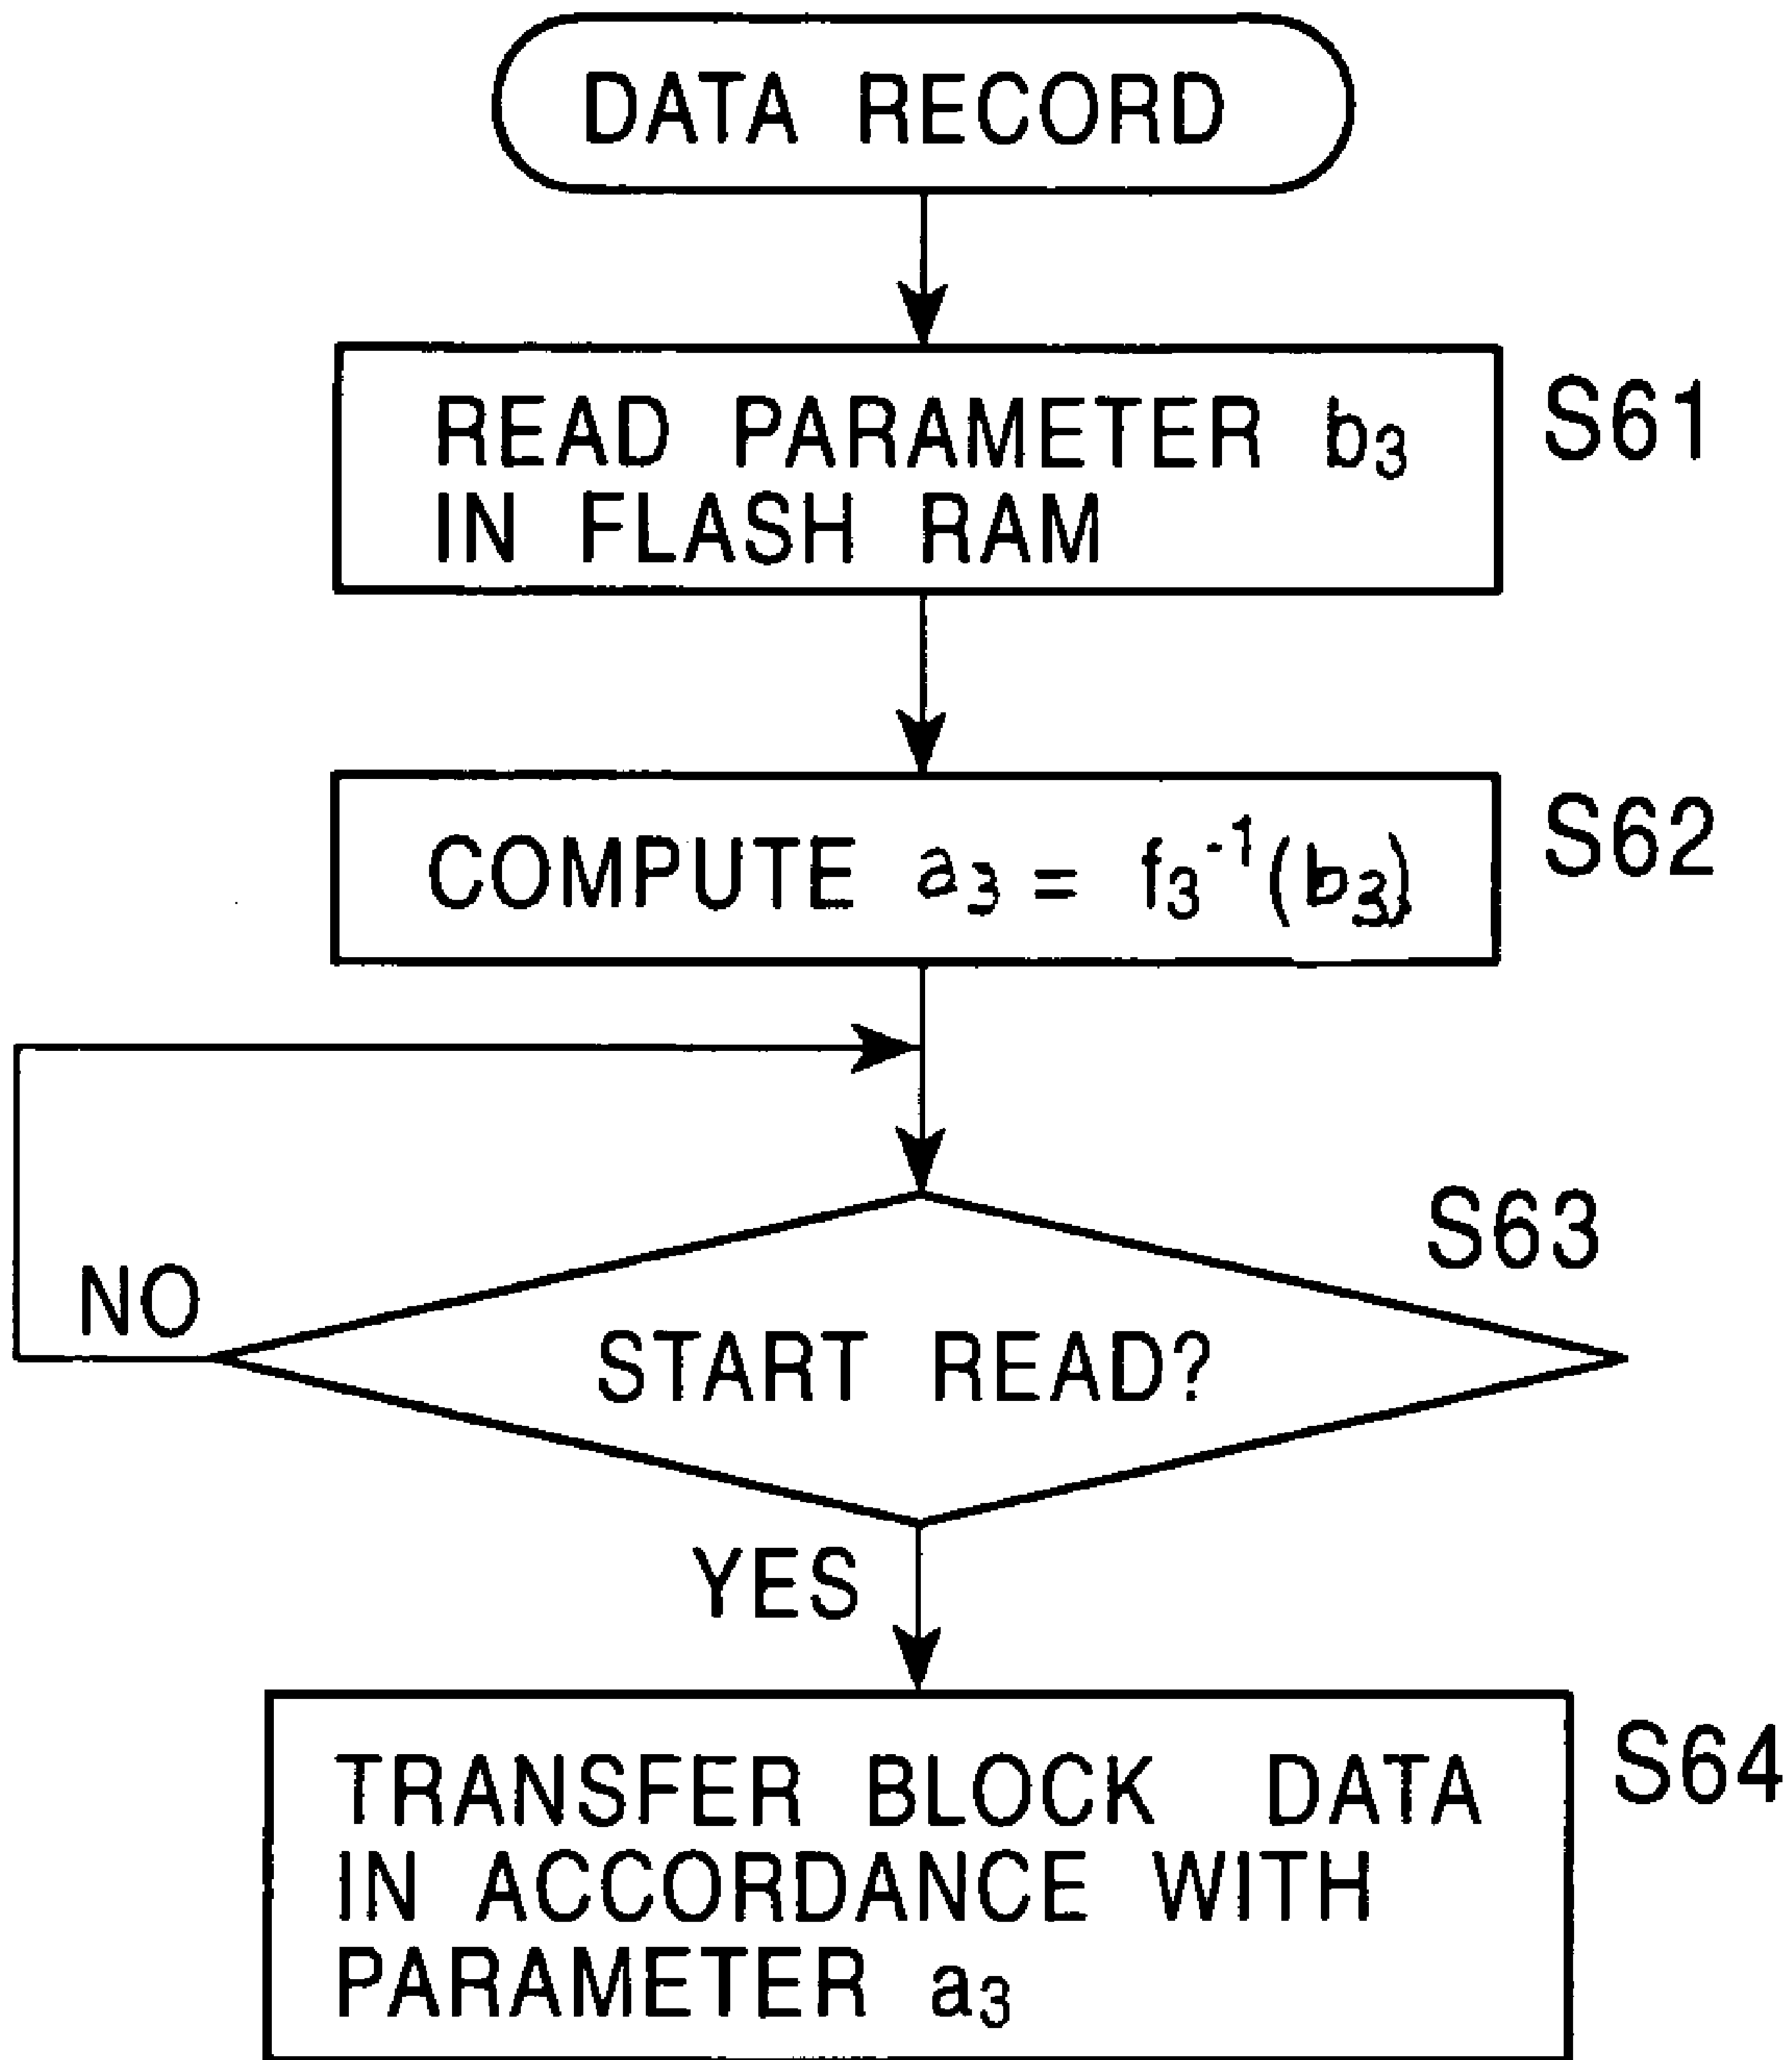 DATA RECORD
READ PARAMETER b₃ S61
IN FLASH RAM
COMPUTE a₃ = f₃⁻¹(b₃) S62
S63
NO
START READ?
YES
TRANSFER BLOCK DATA S64
IN ACCORDANCE WITH
PARAMETER a₃